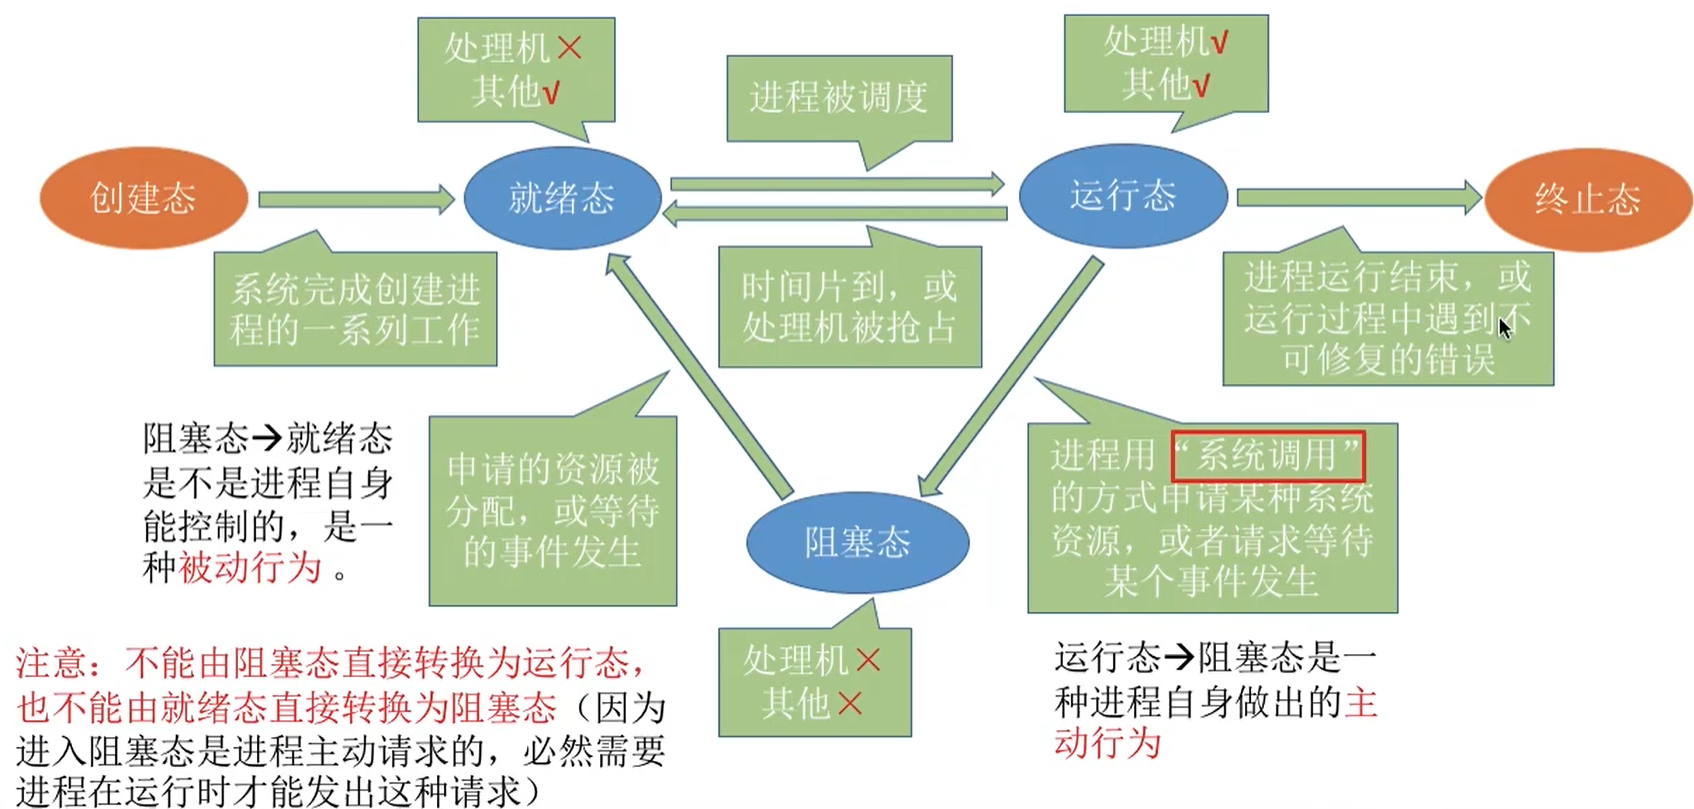 处理机×
其他√
进程被调度
处理机√
其他√
创建态
就绪态
运行态
终止态
系统完成创建进
程的一系列工作
时间片到，或
处理机被抢占
进程运行结束，或
运行过程中遇到不
可修复的错误
阻塞态→就绪态
是不是进程自身
能控制的，是一
种被动行为 。
申请的资源被
分配，或等待
的事件发生
进程用“系统调用”
的方式申请某种系统
资源，或者请求等待
某个事件发生
阻塞态
处理机×
其他×
运行态→阻塞态是一
种进程自身做出的主
动行为
注意：不能由阻塞态直接转换为运行态，
也不能由就绪态直接转换为阻塞态（因为
进入阻塞态是进程主动请求的，必然需要
进程在运行时才能发出这种请求）